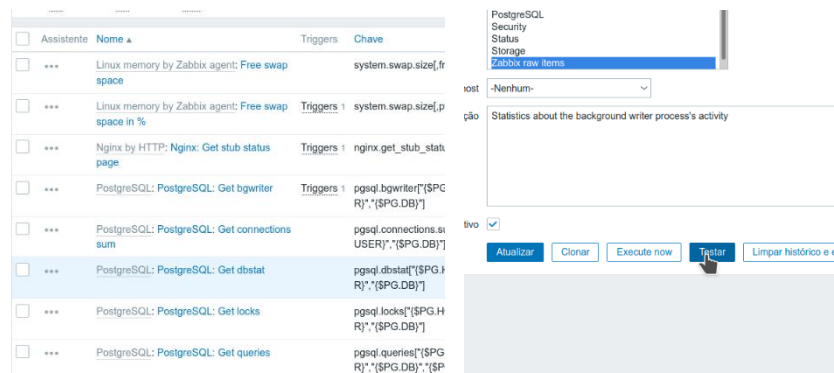 Assistente Nome ▲ Triggers Chave
Linux memory by Zabbix agent: Free swap space system.swap.size[,fr
Linux memory by Zabbix agent: Free swap space in % Triggers 1 system.swap.size[,p
Nginx by HTTP: Nginx: Get stub status page Triggers 1 nginx.get_stub_statu
PostgreSQL: PostgreSQL: Get bgwriter Triggers 1 pgsql.bgwriter["{$PG
R}","{$PG.DB}"]
PostgreSQL: PostgreSQL: Get connections sum pgsql.connections.su
USER}","{$PG.DB}"]
PostgreSQL: PostgreSQL: Get dbstat pgsql.dbstat["{$PG.H
R}","{$PG.DB}"]
PostgreSQL: PostgreSQL: Get locks pgsql.locks["{$PG.H
R}","{$PG.DB}"]
PostgreSQL: PostgreSQL: Get queries pgsql.queries["{$PG
R}","{$PG.DB}","{$P
PostgreSQL
Security
Status
Storage
Zabbix raw items
host -Nenhum-
ção Statistics about the background writer process's activity
tivo
Atualizar Clonar Execute now Testar Limpar histórico e e